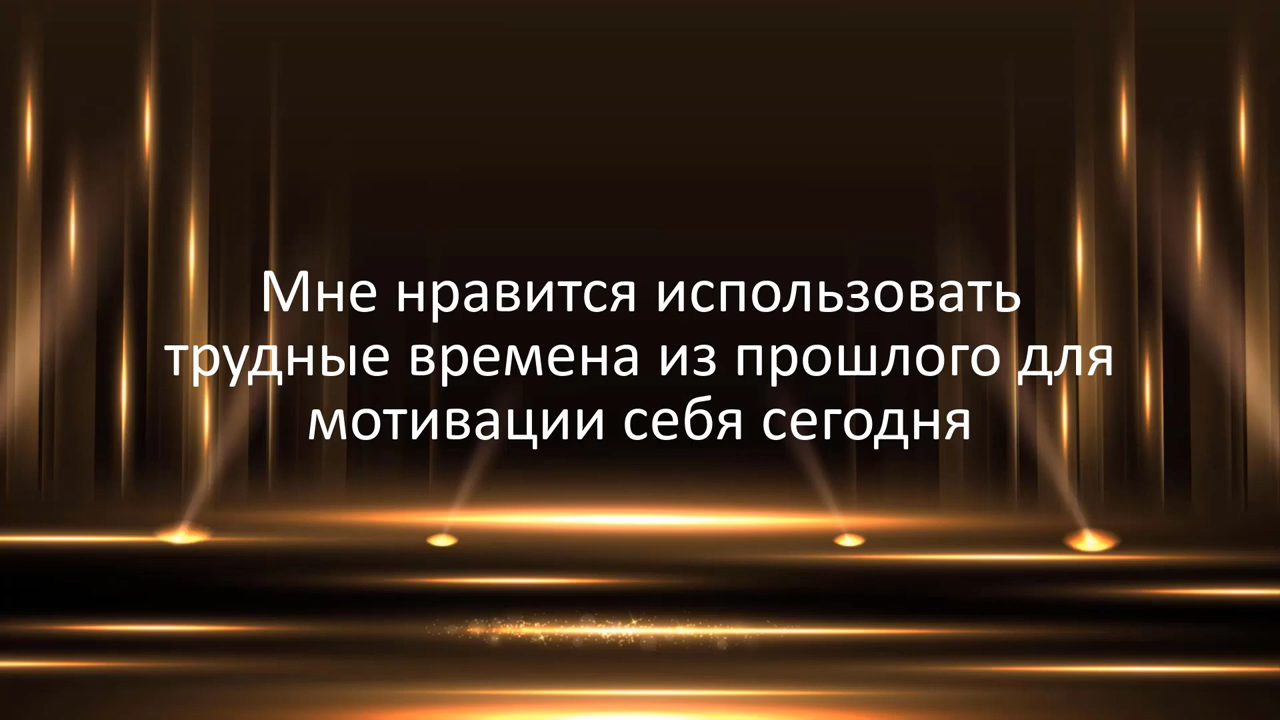 Мне нравится использовать
трудные времена из прошлого для
мотивации себя сегодня